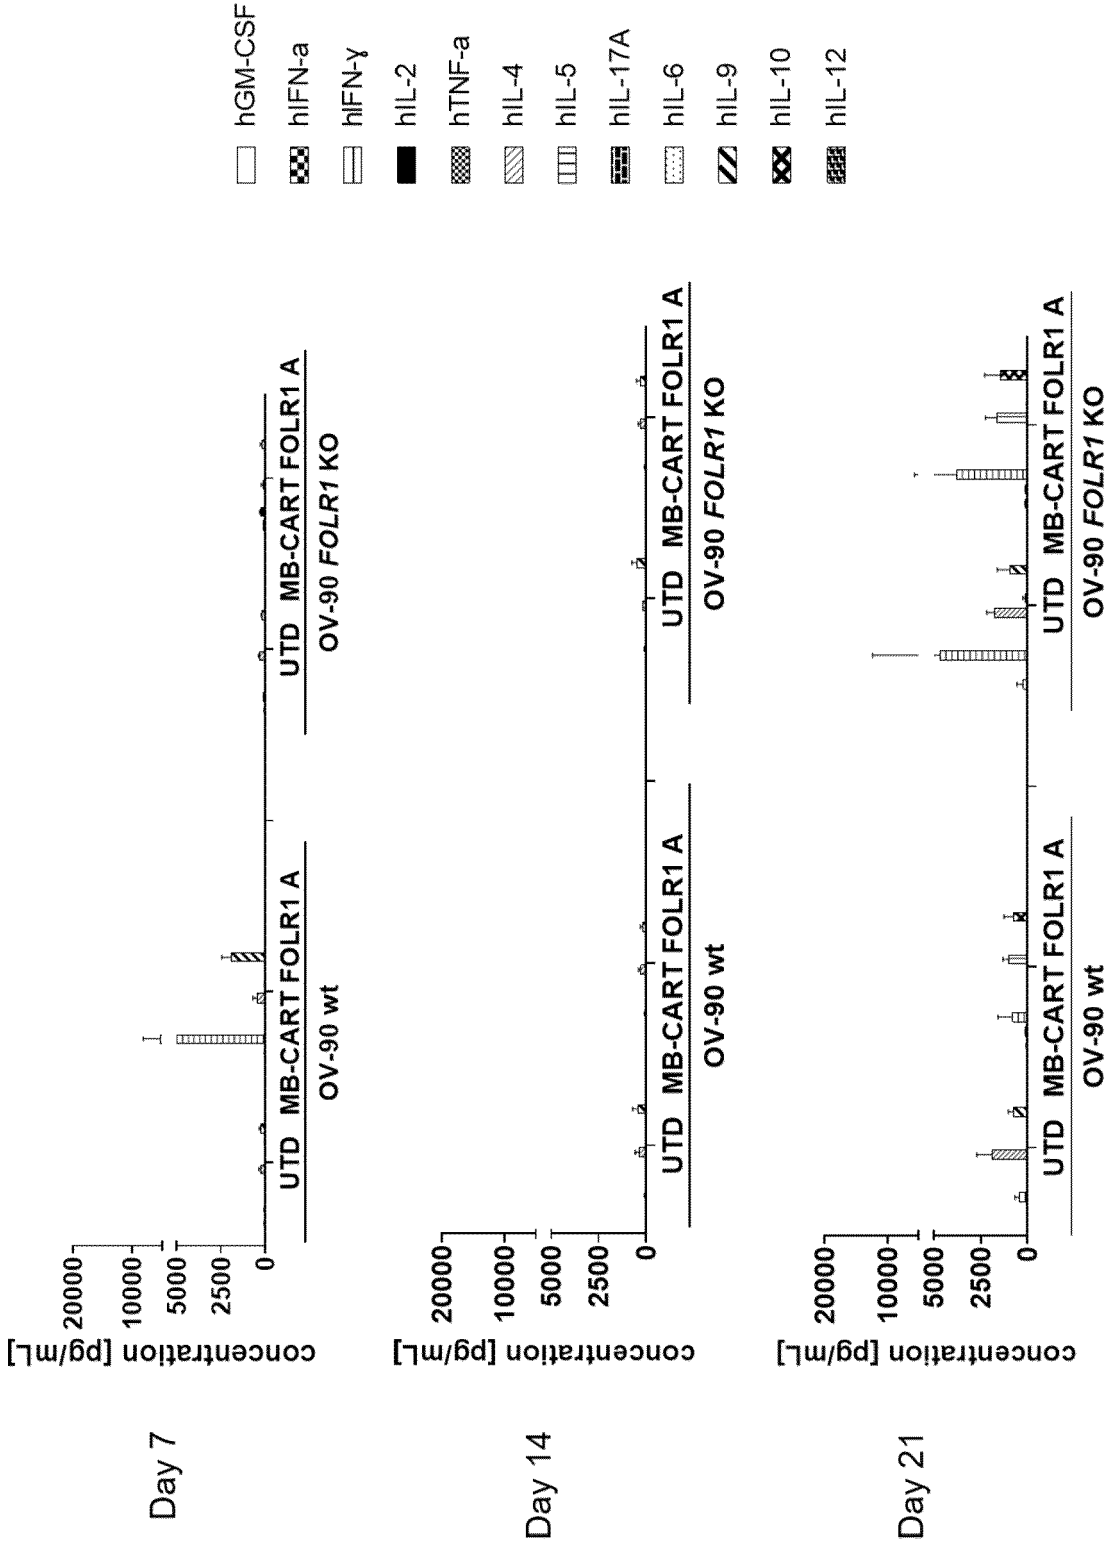 Day 7
concentration [pg/mL]
20000
10000
5000
2500
0
UTD MB-CART FOLR1 A
OV-90 wt
UTD MB-CART FOLR1 A
OV-90 FOLR1 KO
Day 14
concentration [pg/mL]
20000
10000
5000
2500
0
UTD MB-CART FOLR1 A
OV-90 wt
UTD MB-CART FOLR1 A
OV-90 FOLR1 KO
Day 21
concentration [pg/mL]
20000
10000
5000
2500
0
UTD MB-CART FOLR1 A
OV-90 wt
UTD MB-CART FOLR1 A
OV-90 FOLR1 KO
hGM-CSF
hIFN-a
hIFN-γ
hIL-2
hTNF-a
hIL-4
hIL-5
hIL-17A
hIL-6
hIL-9
hIL-10
hIL-12